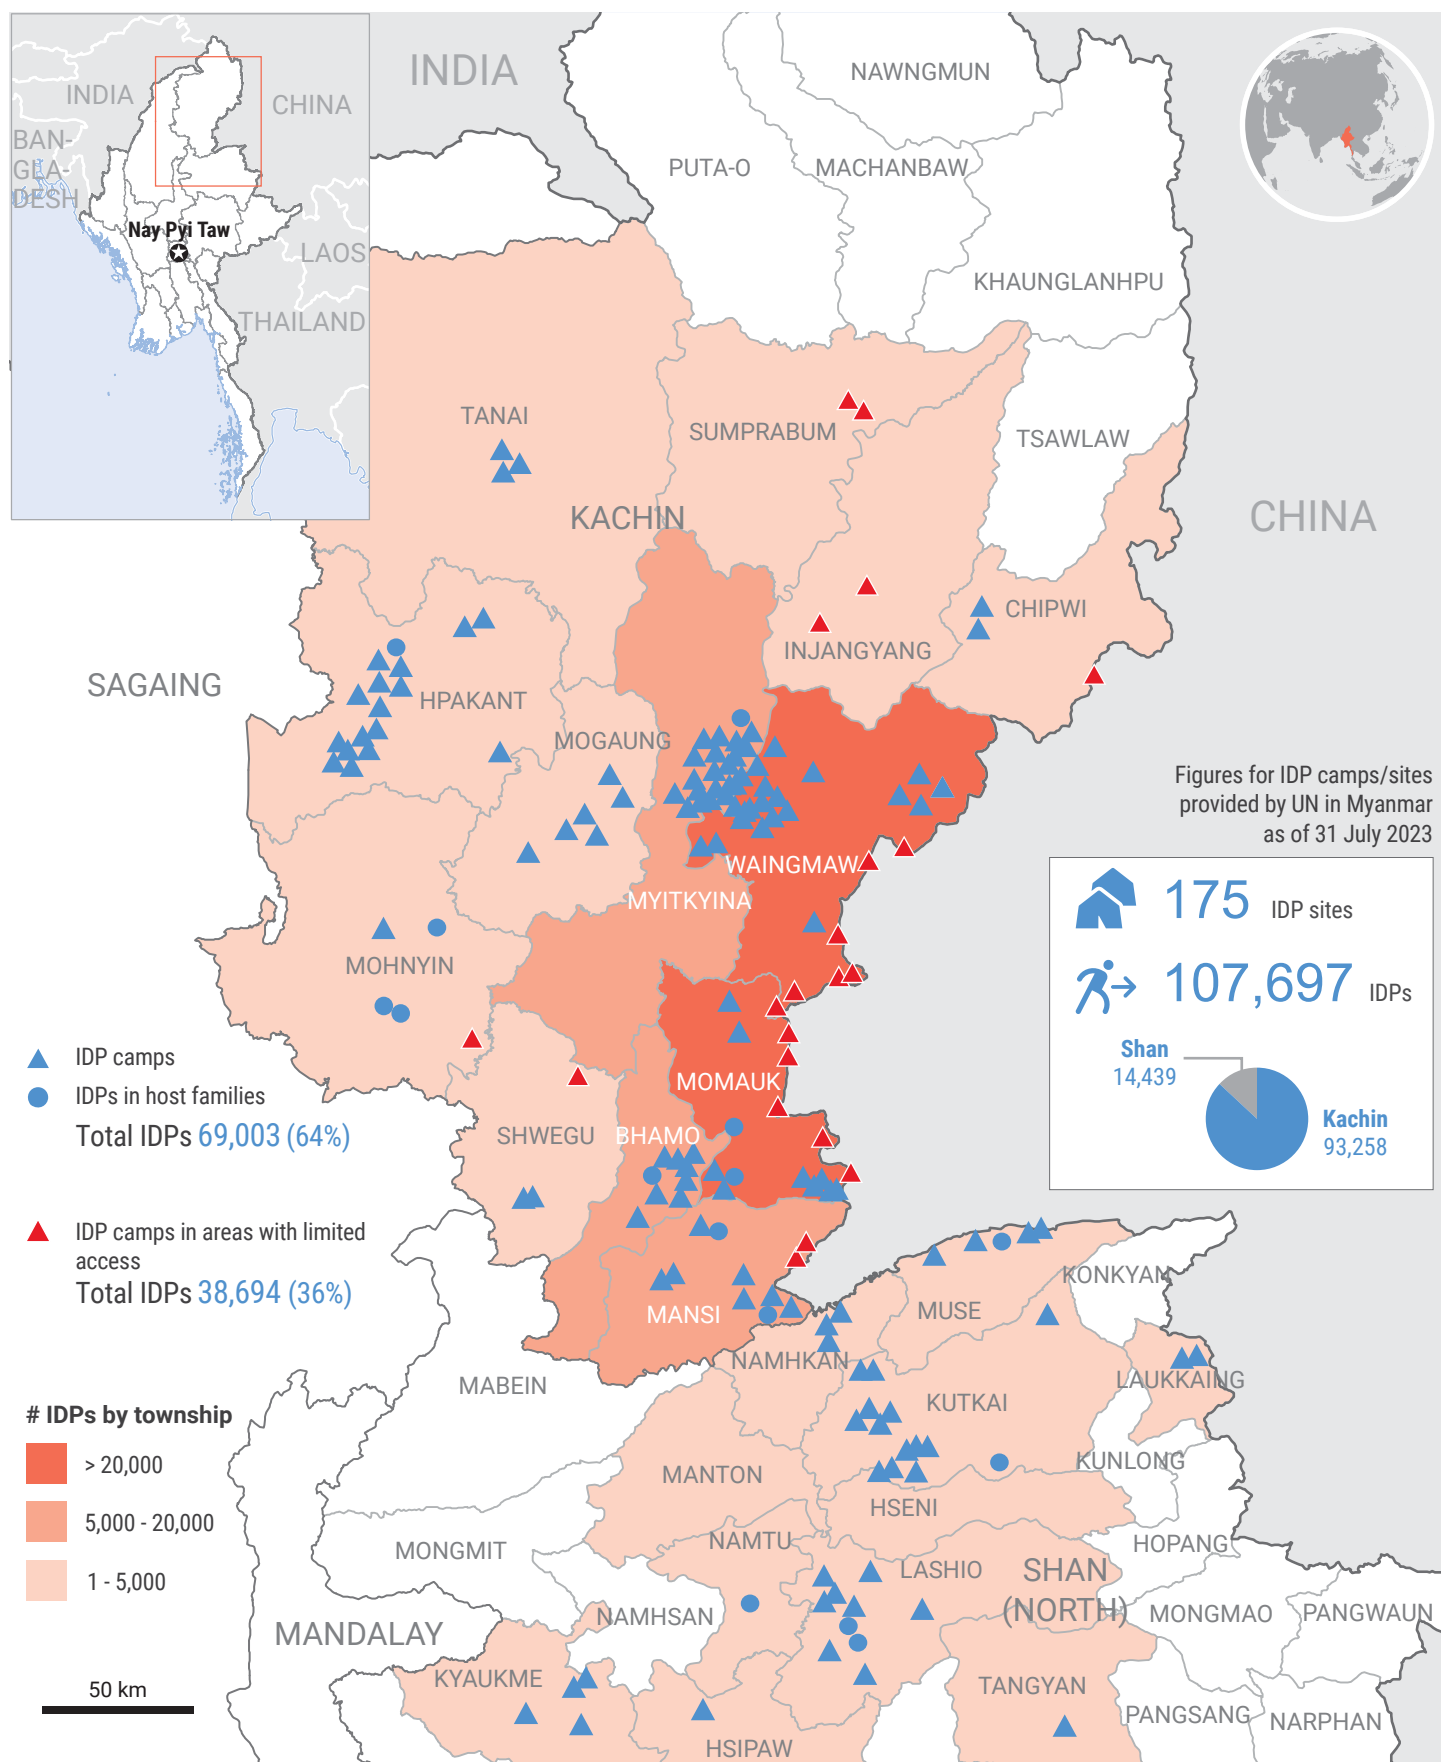 INDIA
CHINA
BAN-
GLA-
DESH
Nay Pyi Taw
LAOS
THAILAND
INDIA
NAWNGMUN
PUTA-O
MACHANBAW
KHAUNGLANHPU
TANAI
SUMPRABUM
TSAWLAW
KACHIN
CHINA
CHIPWI
INJANGYANG
SAGAING
HPAKANT
MOGAUNG
WAINGMAW
MYITKYINA
MOHNYIN
MOMAUK
SHWEGU
BHAMO
MANSI
Figures for IDP camps/sites
provided by UN in Myanmar
as of 31 July 2023
175 IDP sites
107,697 IDPs
Shan
14,439
Kachin
93,258
IDP camps
IDPs in host families
Total IDPs 69,003 (64%)
IDP camps in areas with limited
access
Total IDPs 38,694 (36%)
# IDPs by township
> 20,000
5,000 - 20,000
1 - 5,000
50 km
KONKYAN
MUSE
NAMHKAN
LAUKKAING
MABEIN
KUTKAI
KUNLONG
MANTON
HSENI
NAMTU
HOPANG
MONGMIT
LASHIO
SHAN
(NORTH)
NAMHSAN
MONGMAO
PANGWAUN
MANDALAY
KYAUKME
TANGYAN
PANGSANG
NARPHAN
HSIPAW